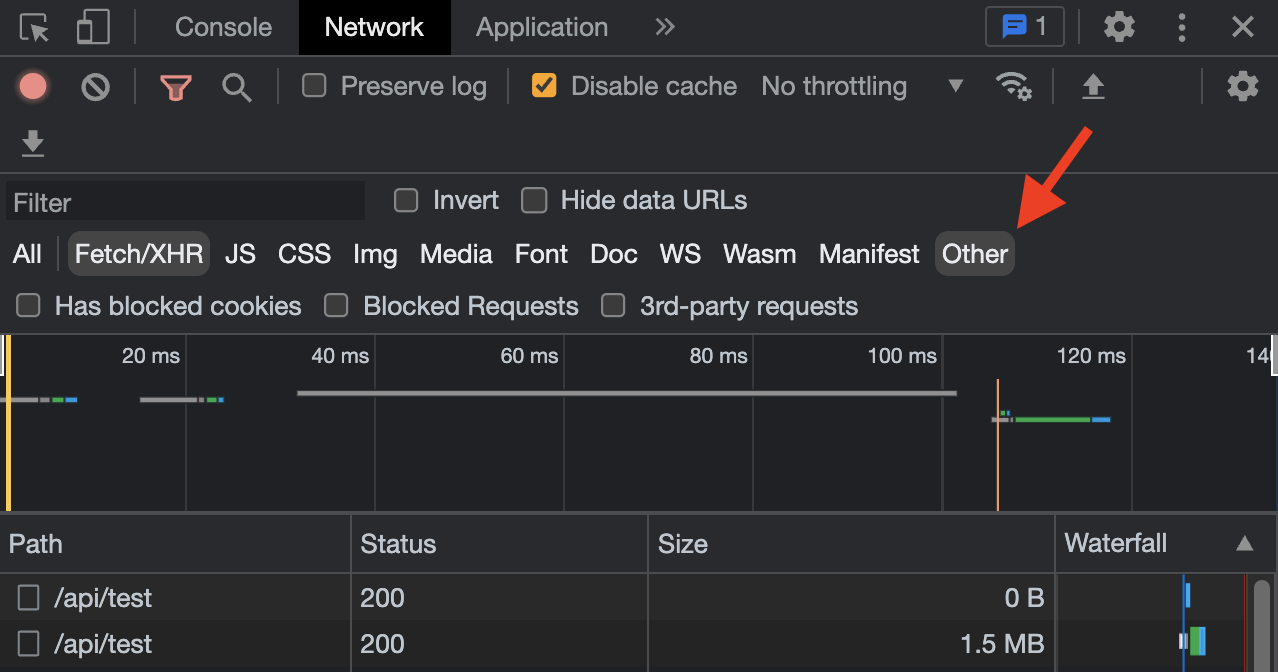 Console Network Application 1
Preserve log Disable cache No throttling
Filter Invert Hide data URLs
All Fetch/XHR JS CSS Img Media Font Doc WS Wasm Manifest Other
Has blocked cookies Blocked Requests 3rd-party requests
20 ms 40 ms 60 ms 80 ms 100 ms 120 ms 14
Path Status Size Waterfall
/api/test 200 0 B
/api/test 200 1.5 MB